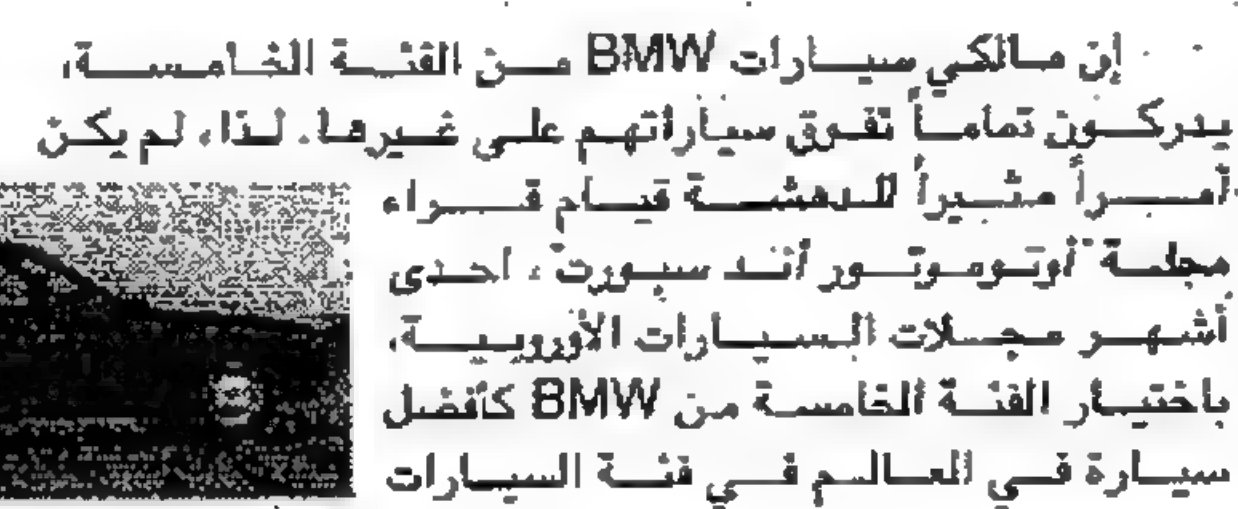 إن مالكي سيارات BMW من الفئة الخامسة،
يدركون تماماً تفوق سياراتهم على غيرها. لذا، لم يكن
أمراً مثيراً للدهشة قيام قراء
مجلة "أوتوموتور أند سبورت"، احدى
أشهر مجلات السيارات الأوروبية،
باختيار الفئة الخامسة من BMW كأفضل
سيارة في العالم في فئة السيارات